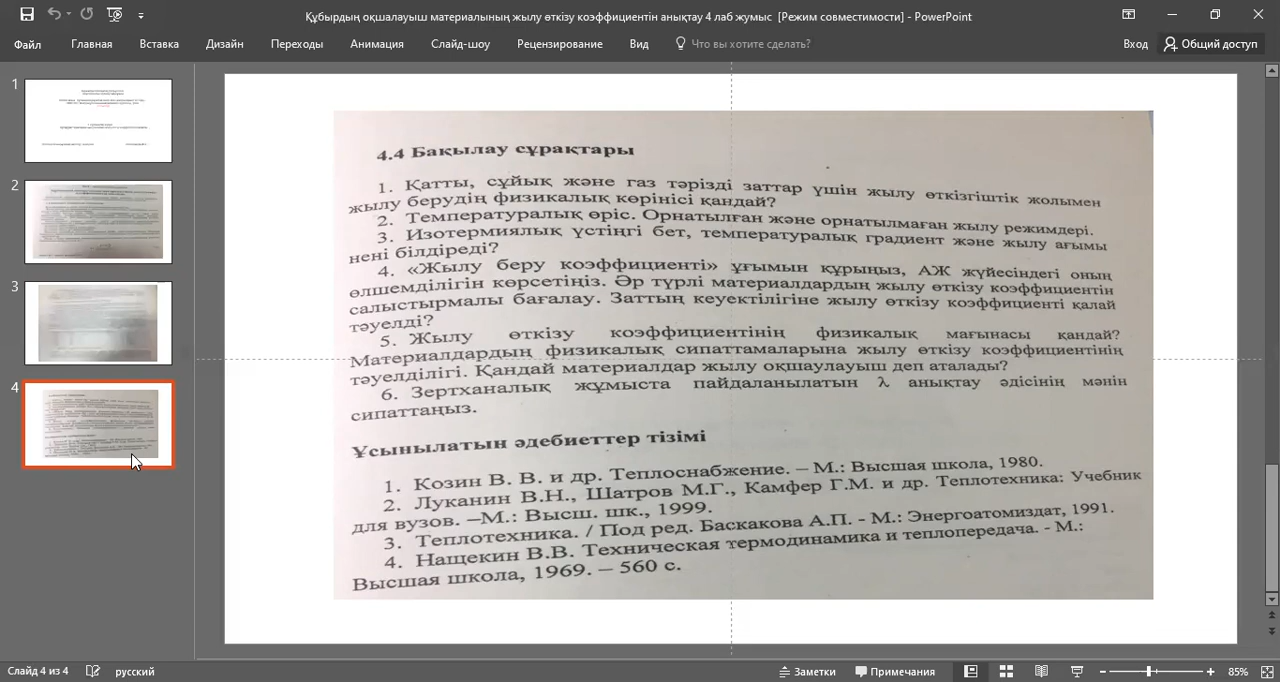 Құбырдың оқшалауыш материалының жылу өткізу коэффициентін анықтау 4 лаб жумыс [Режим совместимости] - PowerPoint
Файл Главная Вставка Дизайн Переходы Анимация Слайд-шоу Рецензирование Вид Что вы хотите сделать? Вход Общий доступ
1
2
3
4
4.4 Бақылау сұрақтары
1. Қатты, сұйық және газ тәрізді заттар үшін жылу өткізгіштік жолымен
жылу берудің физикалық көрінісі қандай?
2. Температуралық өріс. Орнатылған және орнатылмаған жылу режимдері.
3. Изотермиялық үстіңгі бет, температуралық градиент және жылу ағымы
нені білдіреді?
4. «Жылу беру коэффициенті» ұғымын құрыңыз, АЖ жүйесіндегі оның
өлшемділігін көрсетіңіз. Әр түрлі материалдардың жылу өткізу коэффициентін
салыстырмалы бағалау. Заттың кеуектілігіне жылу өткізу коэффициенті қалай
тәуелді?
5. Жылу өткізу коэффициентінің физикалық мағынасы қандай?
Материалдардың физикалық сипаттамаларына жылу өткізу коэффициентінің
тәуелділігі. Қандай материалдар жылу оқшаулауыш деп аталады?
6. Зертханалық жұмыста пайдаланылатын λ анықтау әдісінің мәнін
сипаттаңыз.
Ұсынылатын әдебиеттер тізімі
1. Козин В. В. и др. Теплоснабжение. – М.: Высшая школа, 1980.
2. Луканин В.Н., Шатров М.Г., Камфер Г.М. и др. Теплотехника: Учебник
для вузов. –М.: Высш. шк., 1999.
3. Теплотехника. / Под ред. Баскакова А.П. - М.: Энергоатомиздат, 1991.
4. Нащекин В.В. Техническая термодинамика и теплопередача. - М.:
Высшая школа, 1969. – 560 с.
Слайд 4 из 4 русский Заметки Примечания 85%